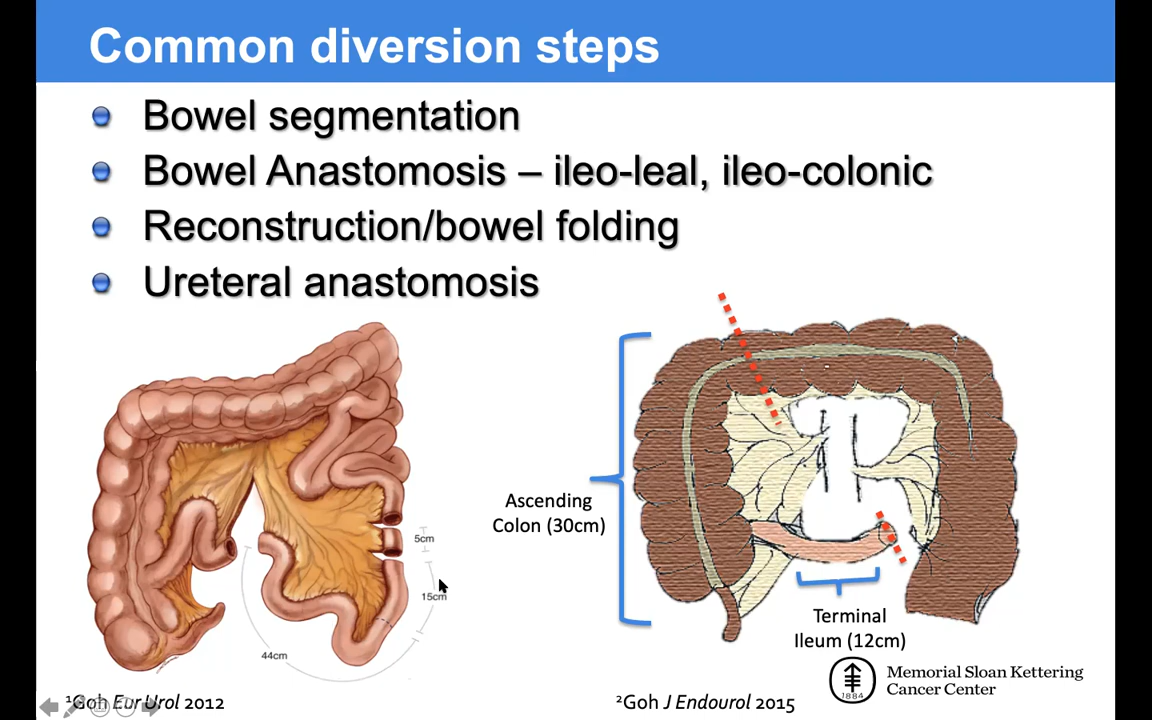 Common diversion steps
Bowel segmentation
Bowel Anastomosis – ileo-leal, ileo-colonic
Reconstruction/bowel folding
Ureteral anastomosis
5cm
15cm
44cm
Ascending
Colon (30cm)
Terminal
Ileum (12cm)
1884
Memorial Sloan Kettering
Cancer Center
¹Goh Eur Urol 2012
²Goh J Endourol 2015